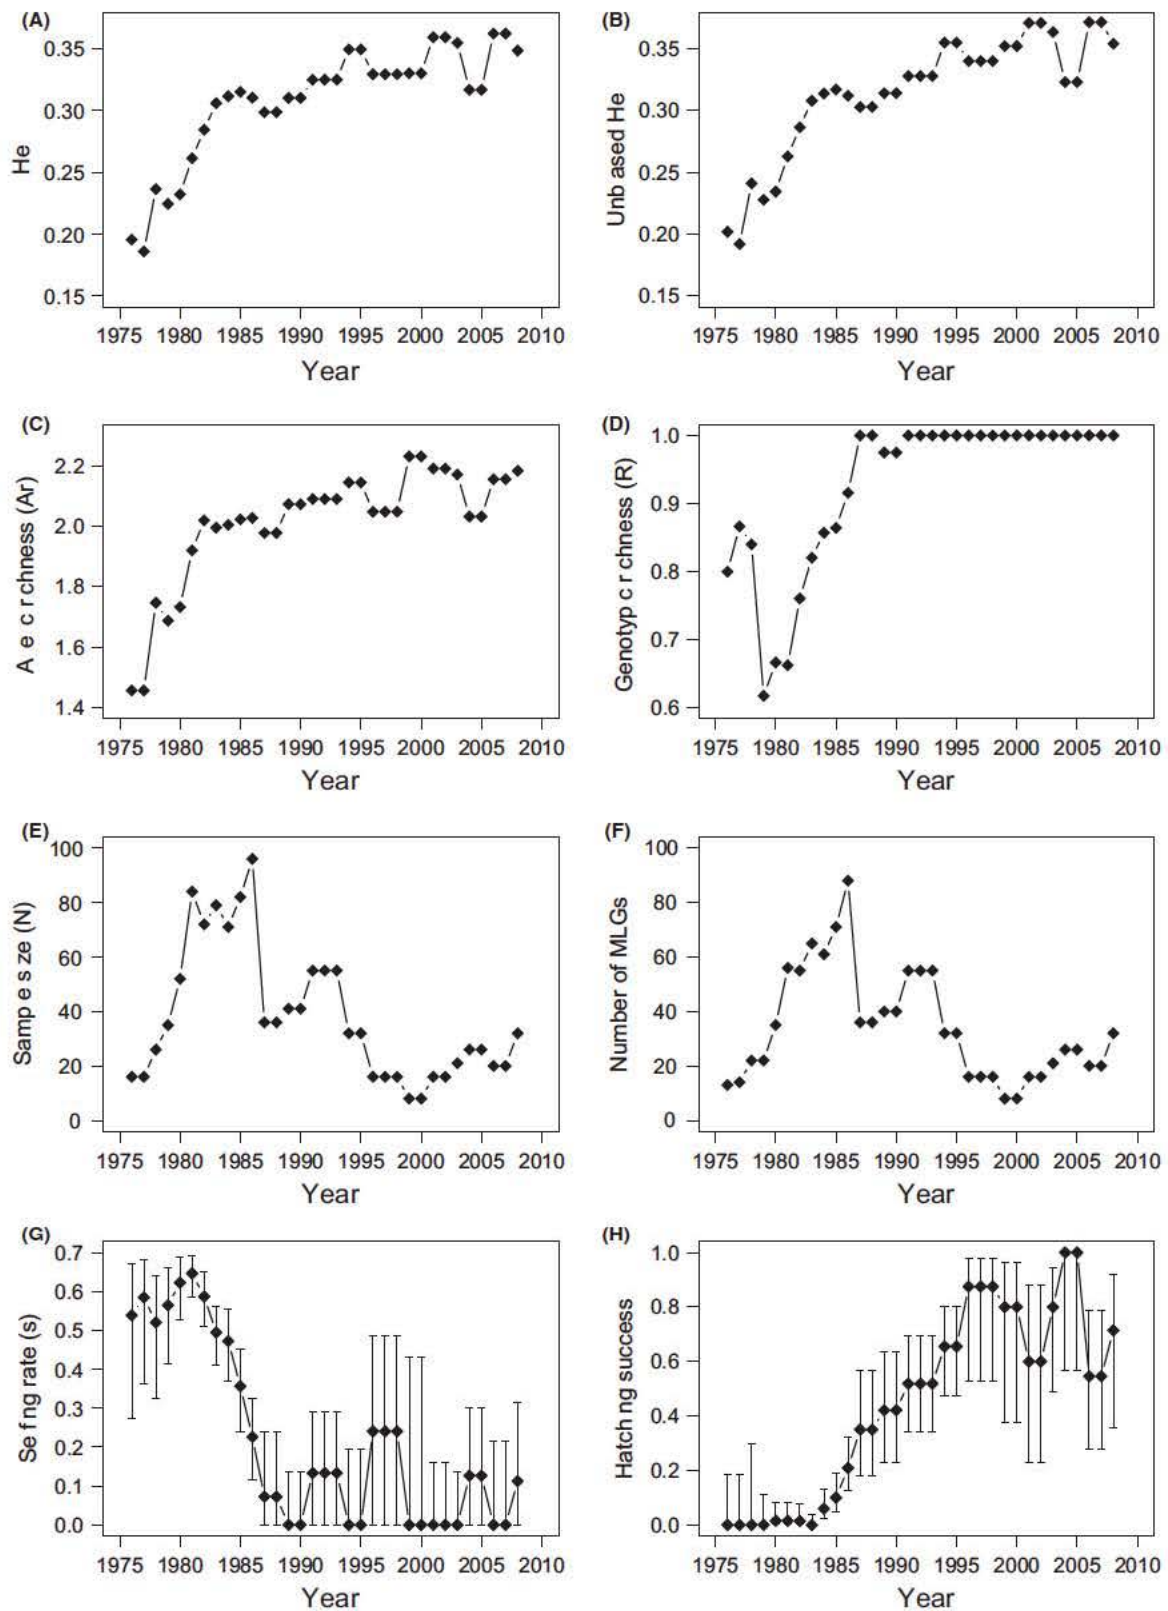 (A)
He
0.35
0.30
0.25
0.20
0.15
1975 1980 1985 1990 1995 2000 2005 2010
Year
(B)
Unb ased He
0.35
0.30
0.25
0.20
0.15
1975 1980 1985 1990 1995 2000 2005 2010
Year
(C)
A e c r chness (Ar)
2.2
2.0
1.8
1.6
1.4
1975 1980 1985 1990 1995 2000 2005 2010
Year
(D)
Genotyp c r chness (R)
1.0
0.9
0.8
0.7
0.6
1975 1980 1985 1990 1995 2000 2005 2010
Year
(E)
Samp e s ze (N)
100
80
60
40
20
0
1975 1980 1985 1990 1995 2000 2005 2010
Year
(F)
Number of MLGs
100
80
60
40
20
0
1975 1980 1985 1990 1995 2000 2005 2010
Year
(G)
Se f ng rate (s)
0.7
0.6
0.5
0.4
0.3
0.2
0.1
0.0
1975 1980 1985 1990 1995 2000 2005 2010
Year
(H)
Hatch ng success
1.0
0.8
0.6
0.4
0.2
0.0
1975 1980 1985 1990 1995 2000 2005 2010
Year